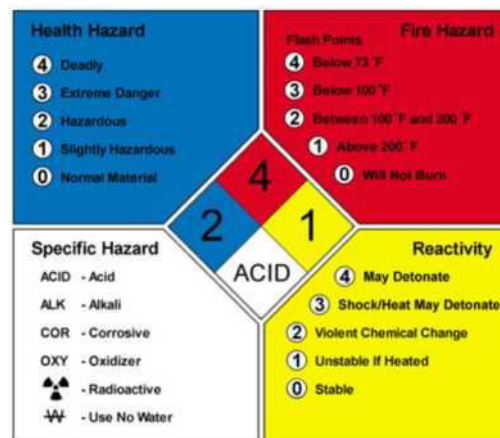 Health Hazard
4 Deadly
3 Extreme Danger
2 Hazardous
1 Slightly Hazardous
0 Normal Material
Fire Hazard
Flash Points
4 Below 73 °F
3 Below 100 °F
2 Between 100 °F and 200 °F
1 Above 200 °F
0 Will Not Burn
4
2
1
ACID
Specific Hazard
ACID - Acid
ALK - Alkali
COR - Corrosive
OXY - Oxidizer
- Radioactive
W - Use No Water
Reactivity
4 May Detonate
3 Shock/Heat May Detonate
2 Violent Chemical Change
1 Unstable If Heated
0 Stable